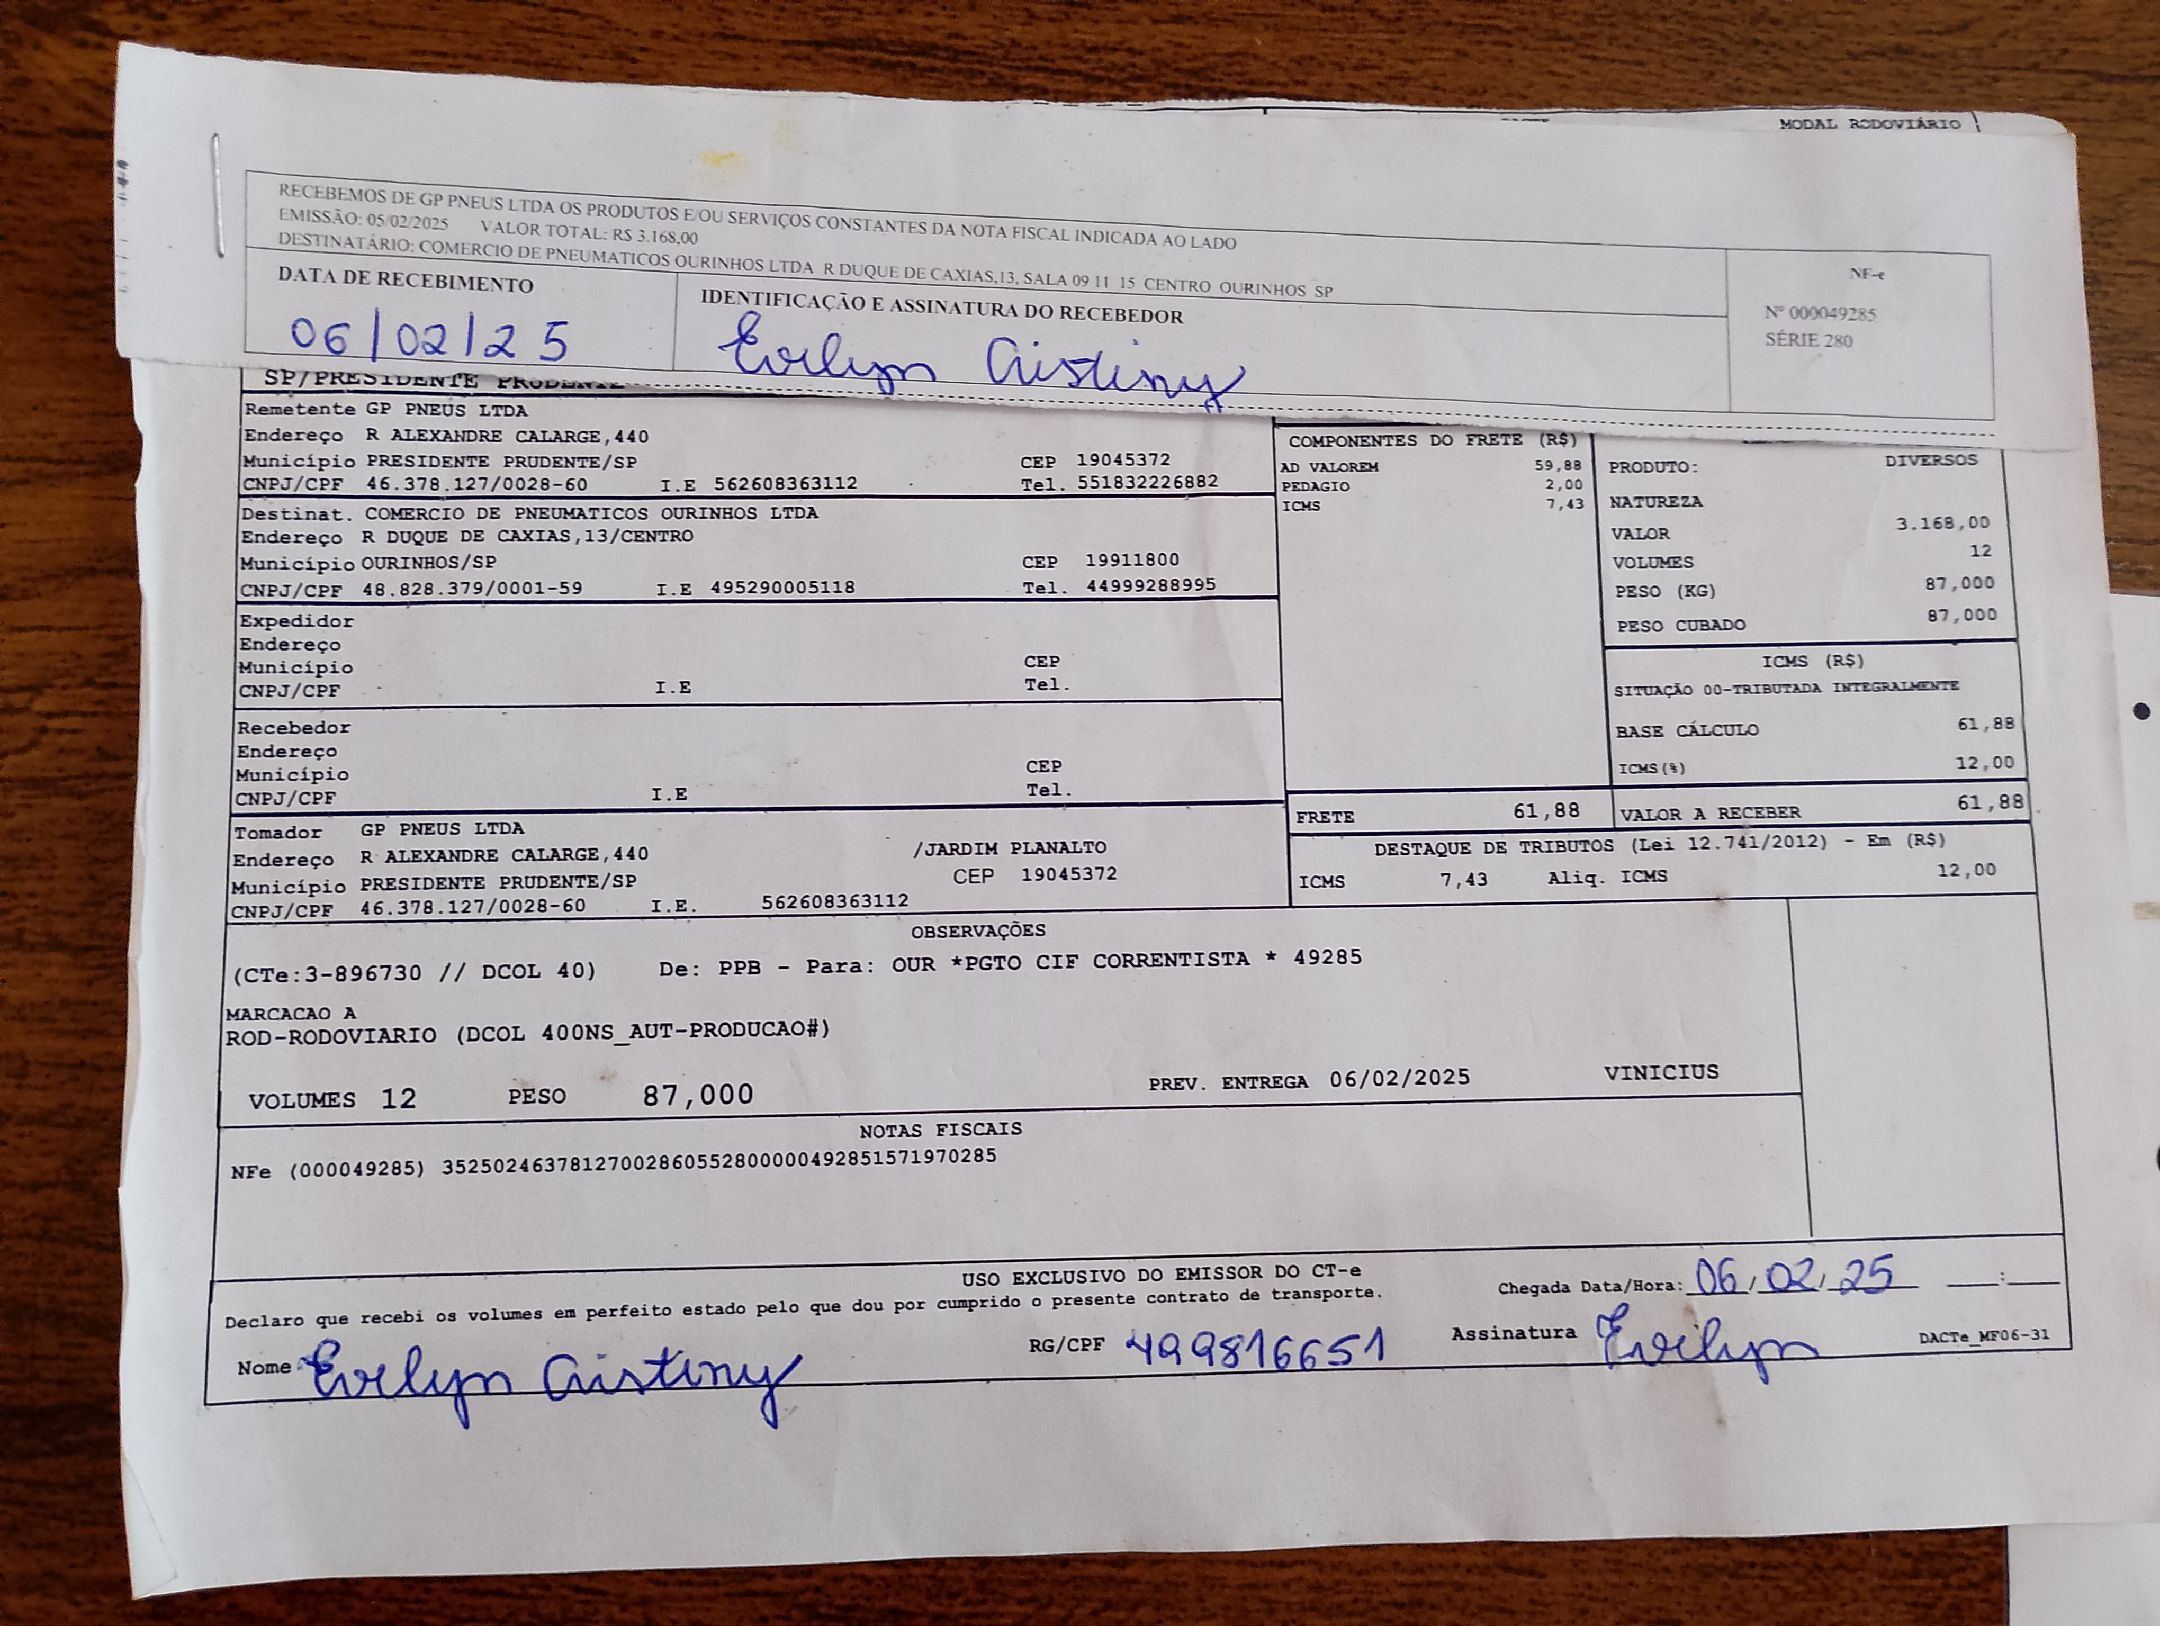 MODAL RODOVIÁRIO
RECEBEMOS DE GP PNEUS LTDA OS PRODUTOS E/OU SERVIÇOS CONSTANTES DA NOTA FISCAL INDICADA AO LADO
EMISSÃO: 05/02/2025 VALOR TOTAL: R$ 3.168,00
DESTINATÁRIO: COMERCIO DE PNEUMATICOS OURINHOS LTDA R DUQUE DE CAXIAS,13, SALA 09 11 15 CENTRO OURINHOS SP
DATA DE RECEBIMENTO
06/02/25
IDENTIFICAÇÃO E ASSINATURA DO RECEBEDOR
Evelyn Cristiny
NF-e
Nº 000049285
SÉRIE 280
SP/PRESIDENTE PRUDENTE
Remetente GP PNEUS LTDA
Endereço R ALEXANDRE CALARGE,440
Município PRESIDENTE PRUDENTE/SP CEP 19045372
CNPJ/CPF 46.378.127/0028-60 I.E 562608363112 Tel. 551832226882
Destinat. COMERCIO DE PNEUMATICOS OURINHOS LTDA
Endereço R DUQUE DE CAXIAS,13/CENTRO
Município OURINHOS/SP CEP 19911800
CNPJ/CPF 48.828.379/0001-59 I.E 495290005118 Tel. 44999288995
Expedidor
Endereço
Município CEP
CNPJ/CPF I.E Tel.
Recebedor
Endereço
Município CEP
CNPJ/CPF I.E Tel.
Tomador GP PNEUS LTDA
Endereço R ALEXANDRE CALARGE,440 /JARDIM PLANALTO
Município PRESIDENTE PRUDENTE/SP CEP 19045372
CNPJ/CPF 46.378.127/0028-60 I.E. 562608363112
COMPONENTES DO FRETE (R$)
AD VALOREM 59,88
PEDAGIO 2,00
ICMS 7,43
FRETE 61,88
PRODUTO: DIVERSOS
NATUREZA
VALOR 3.168,00
VOLUMES 12
PESO (KG) 87,000
PESO CUBADO 87,000
ICMS (R$)
SITUAÇÃO 00-TRIBUTADA INTEGRALMENTE
BASE CÁLCULO 61,88
ICMS(%) 12,00
VALOR A RECEBER 61,88
DESTAQUE DE TRIBUTOS (Lei 12.741/2012) - Em (R$)
ICMS 7,43 Aliq. ICMS 12,00
OBSERVAÇÕES
(CTe:3-896730 // DCOL 40) De: PPB - Para: OUR *PGTO CIF CORRENTISTA * 49285
MARCACAO A
ROD-RODOVIARIO (DCOL 400NS_AUT-PRODUCAO#)
VOLUMES 12 PESO 87,000 PREV. ENTREGA 06/02/2025 VINICIUS
NOTAS FISCAIS
NFe (000049285) 35250246378127002860552800000492851571970285
USO EXCLUSIVO DO EMISSOR DO CT-e
Declaro que recebi os volumes em perfeito estado pelo que dou por cumprido o presente contrato de transporte.
Chegada Data/Hora: 06/02/25 __:__
Nome Evelyn Cristiny RG/CPF 499816651 Assinatura Evelyn DACTe_MF06-31